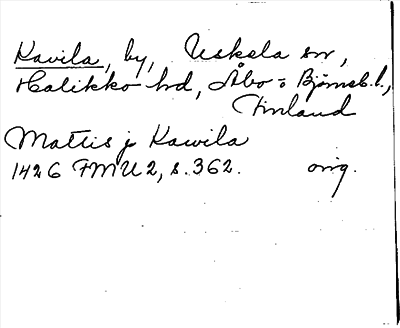 Kavila, by, Uskela sn,
Halikko hd, Åbo o Björneb. l.,
Finland
Mattis j Kawila
1426 FMU 2, s. 362. orig.